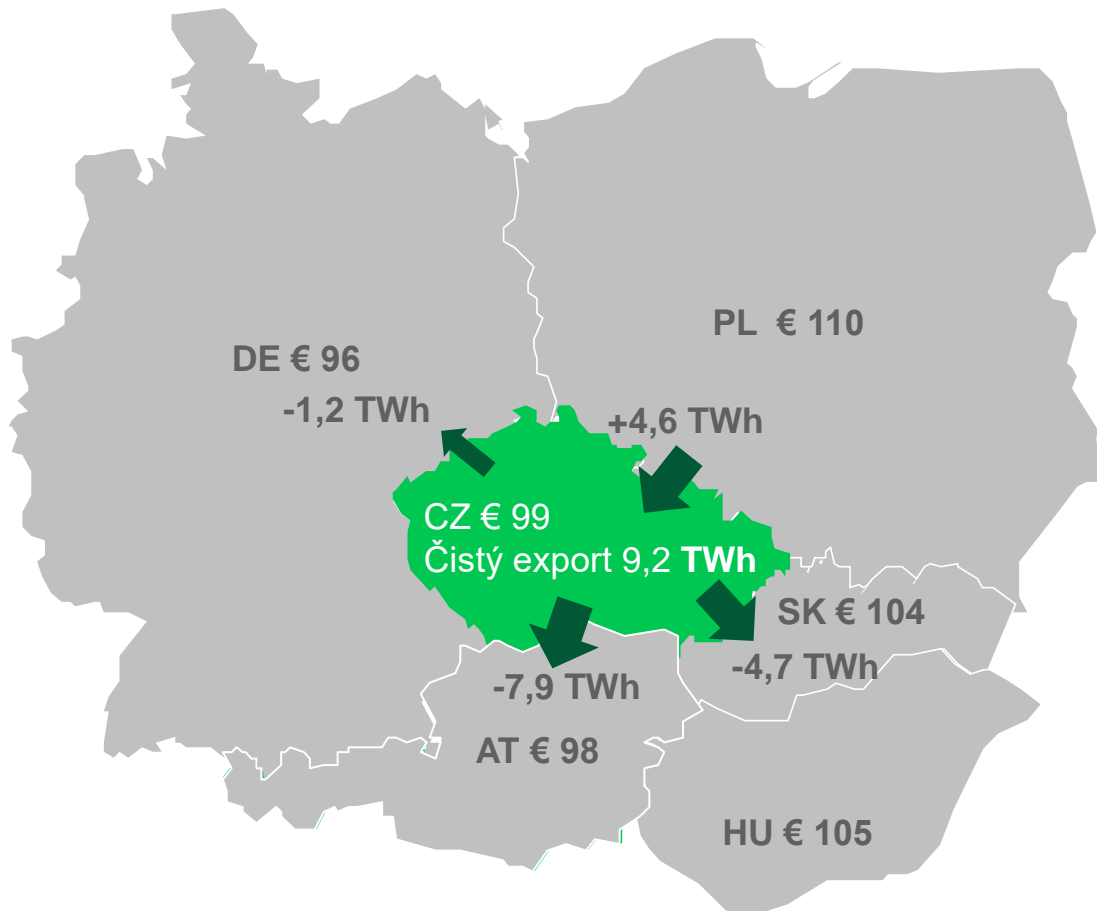 PL € 110
DE € 96
-1,2 TWh
+4,6 TWh
CZ € 99
Čistý export 9,2 TWh
SK € 104
-4,7 TWh
-7,9 TWh
AT € 98
HU € 105